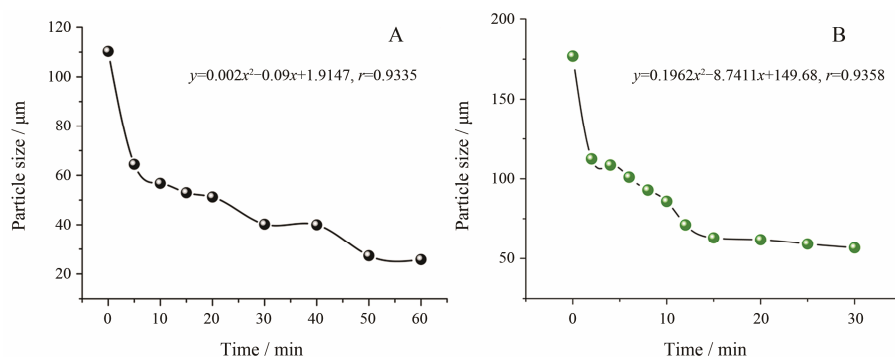 A
y=0.002x²−0.09x+1.9147, r=0.9335
Particle size / μm
120
100
80
60
40
20
0 10 20 30 40 50 60
Time / min
B
y=0.1962x²−8.7411x+149.68, r=0.9358
Particle size / μm
200
150
100
50
0 10 20 30
Time / min